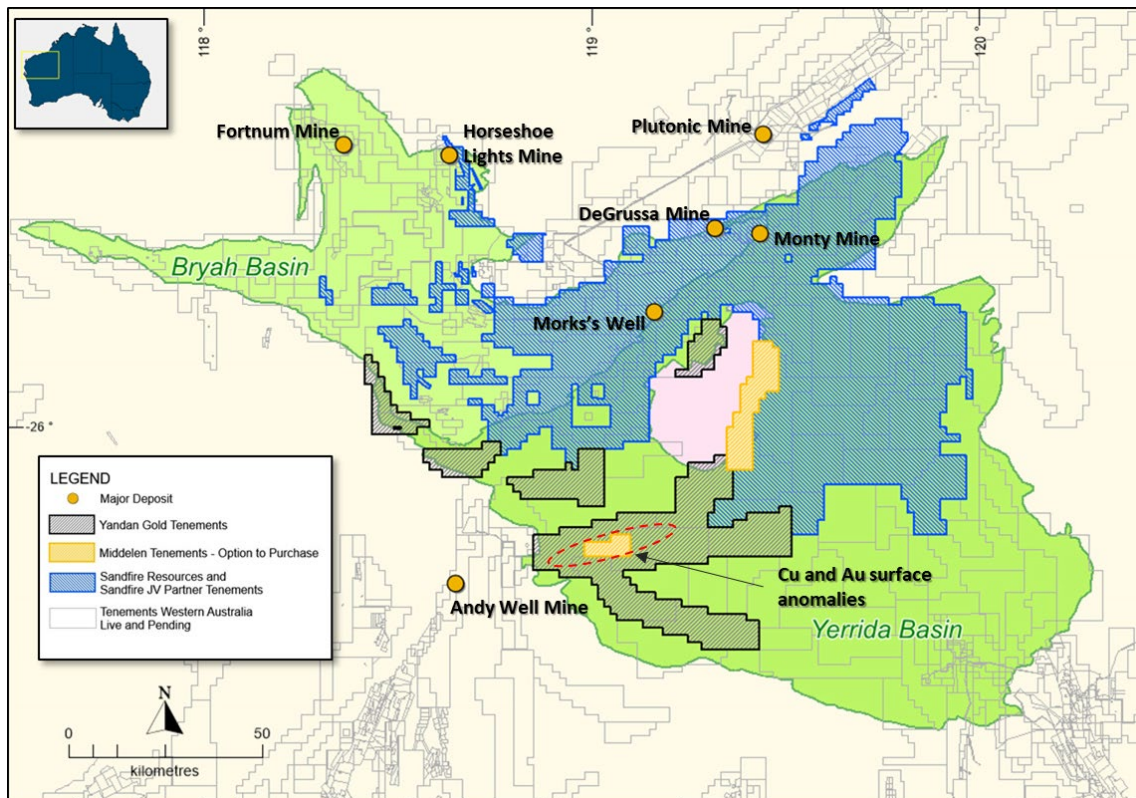 118 °
119 °
120 °
Fortnum Mine
Horseshoe
Lights Mine
Plutonic Mine
DeGrussa Mine
Monty Mine
Bryah Basin
Morks's Well
-26 °
LEGEND
Major Deposit
Yandan Gold Tenements
Middelen Tenements - Option to Purchase
Sandfire Resources and
Sandfire JV Partner Tenements
Tenements Western Australia
Live and Pending
Cu and Au surface
anomalies
Andy Well Mine
Yerrida Basin
N
0 50
kilometres